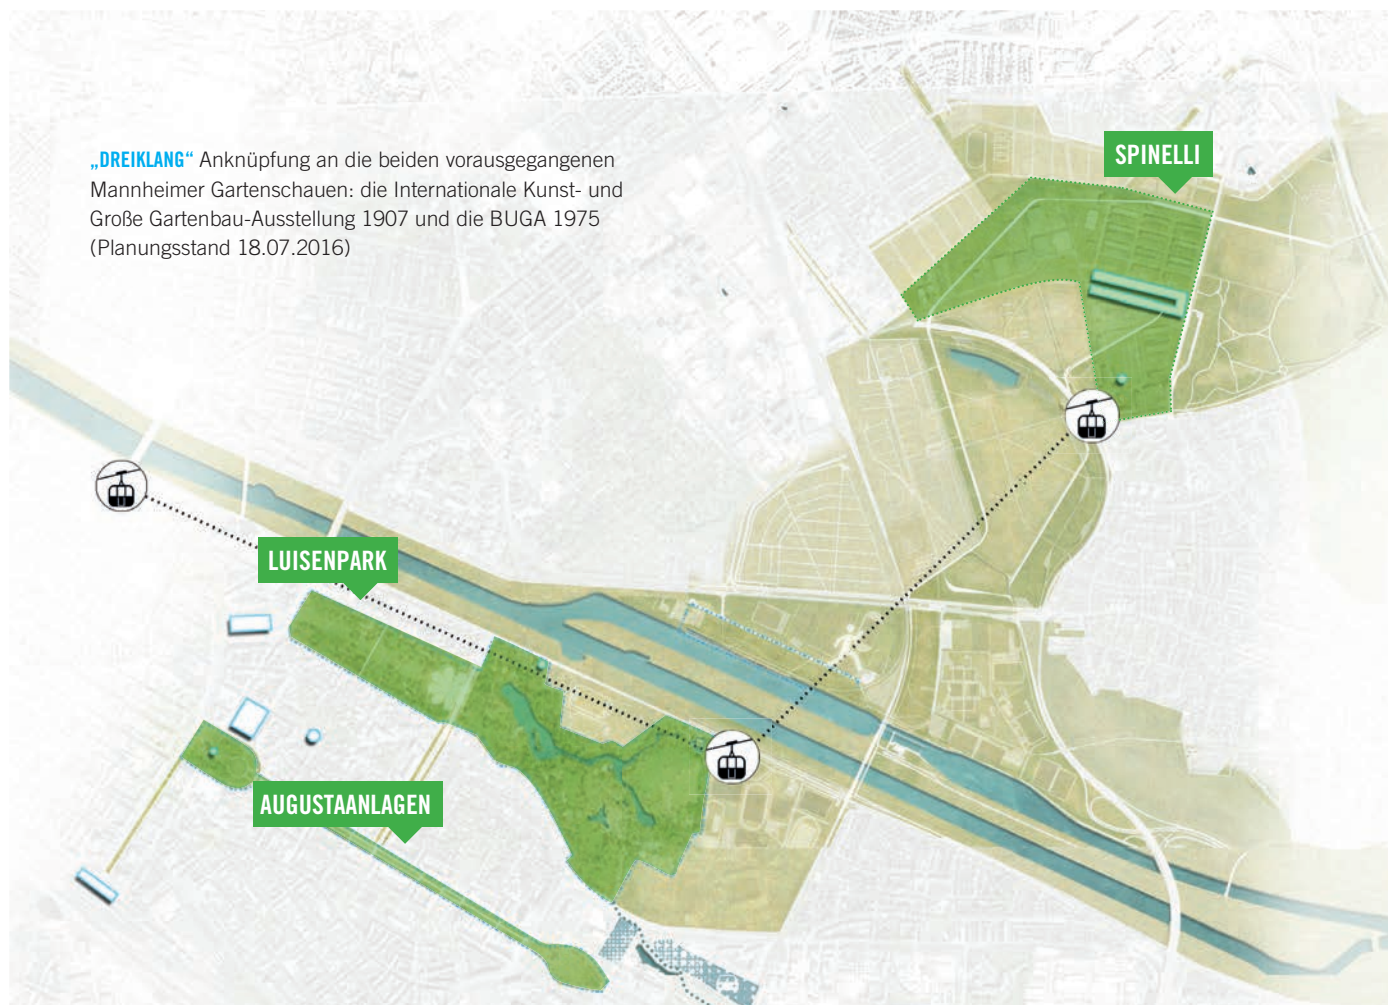 „DREIKLANG“ Anknüpfung an die beiden vorausgegangenen
Mannheimer Gartenschauen: die Internationale Kunst- und
Große Gartenbau-Ausstellung 1907 und die BUGA 1975
(Planungsstand 18.07.2016)
SPINELLI
LUISENPARK
AUGUSTAANLAGEN